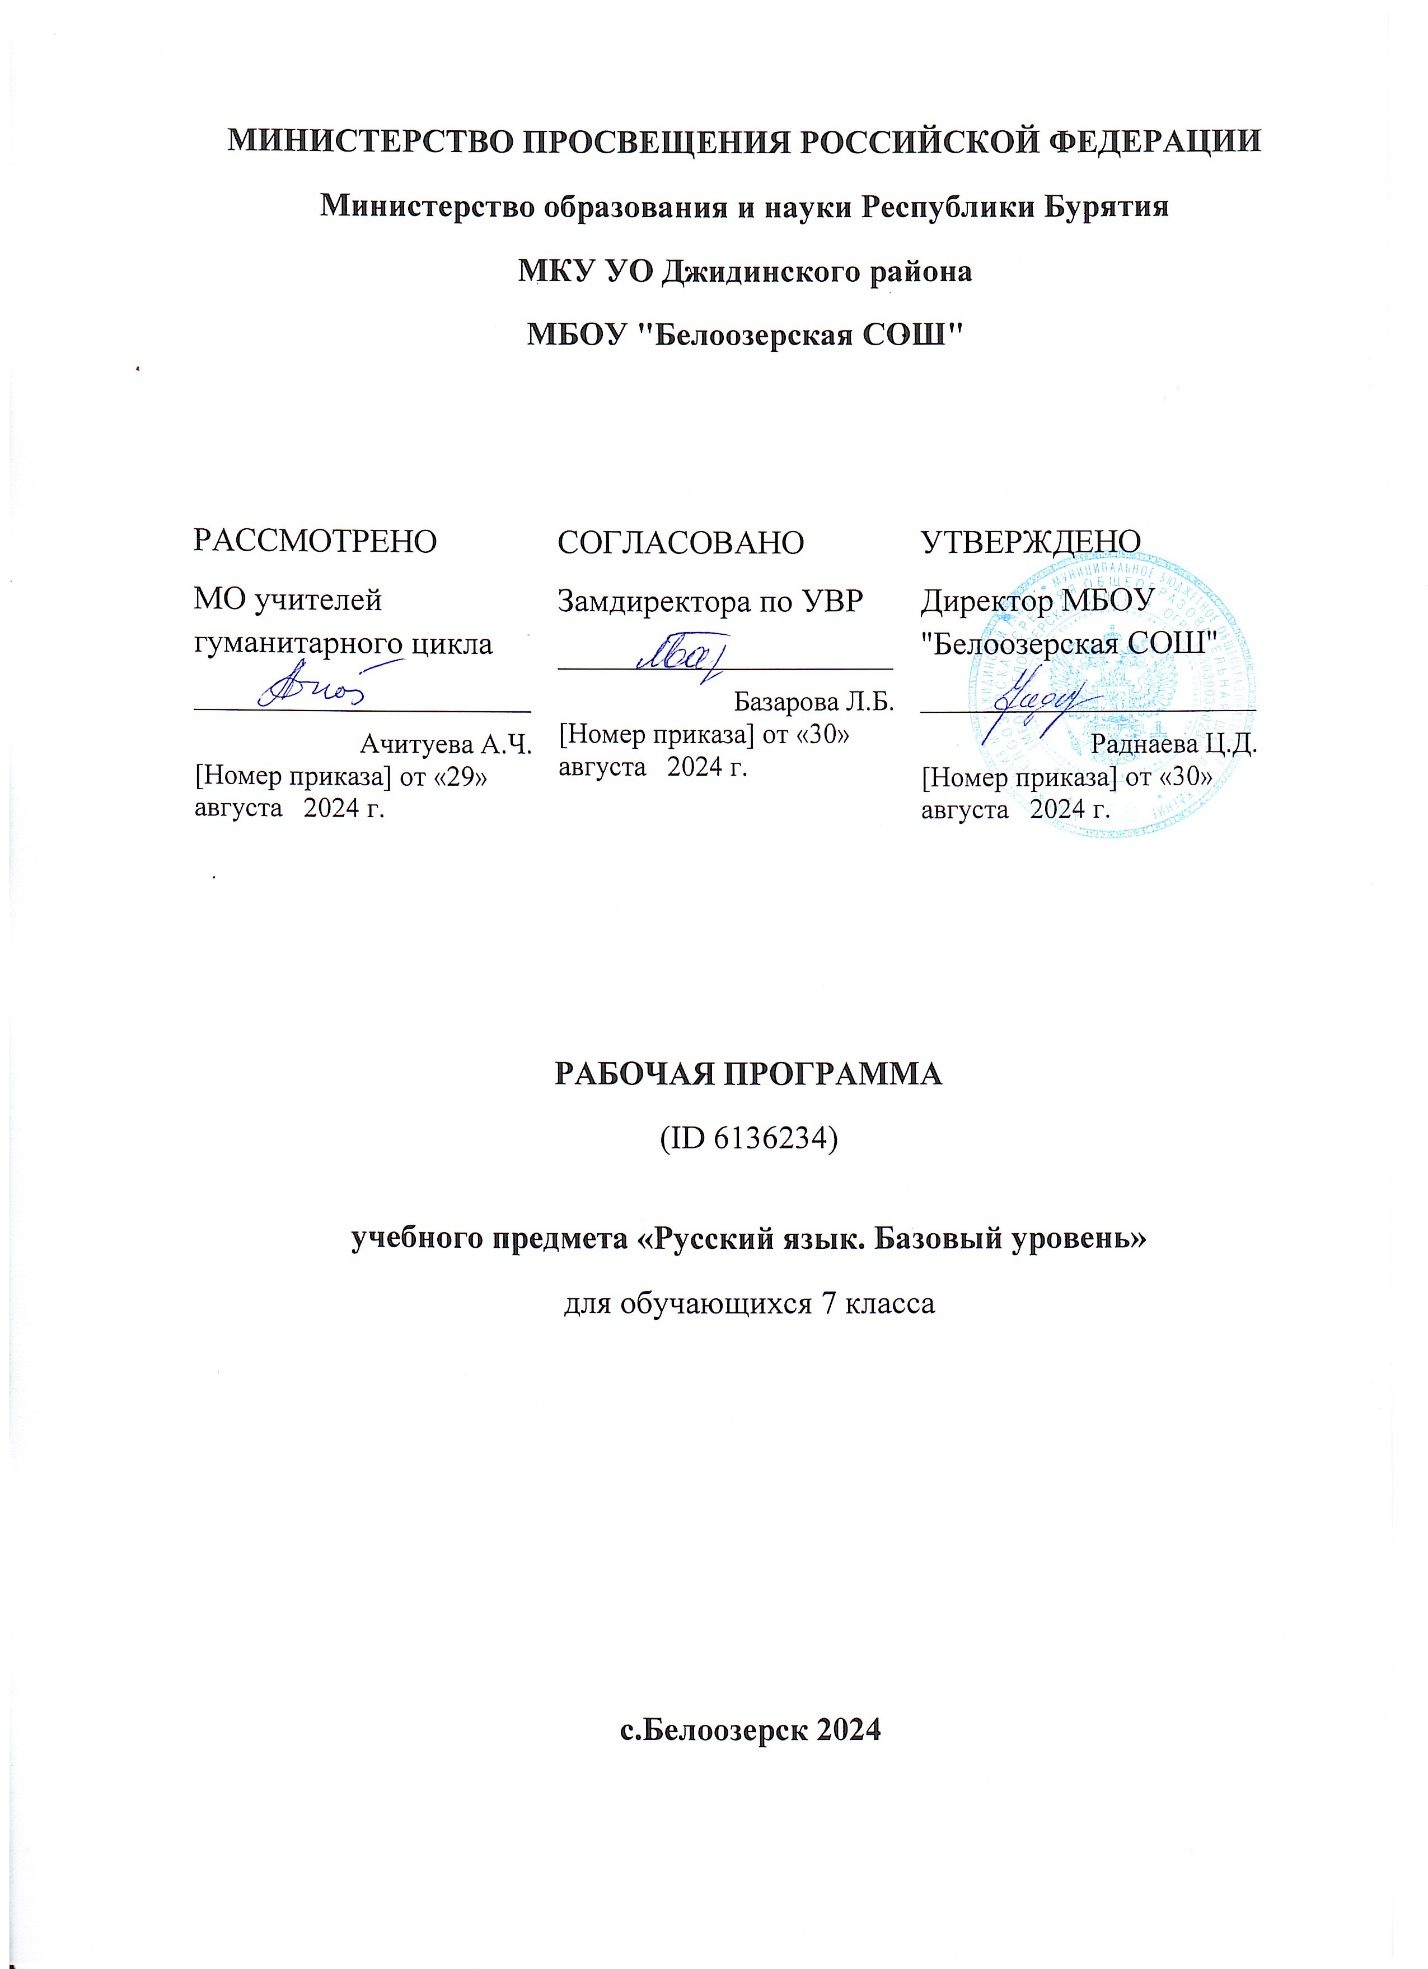 МИНИСТЕРСТВО ПРОСВЕЩЕНИЯ РОССИЙСКОЙ ФЕДЕРАЦИИ
Министерство образования и науки Республики Бурятия
МКУ УО Джидинского района
МБОУ "Белоозерская СОШ"
РАССМОТРЕНО
МО учителей
гуманитарного цикла
Ачитуева А.Ч.
[Номер приказа] от «29»
августа 2024 г.
СОГЛАСОВАНО
Замдиректора по УВР
Базарова Л.Б.
[Номер приказа] от «30»
августа 2024 г.
УТВЕРЖДЕНО
Директор МБОУ
"Белоозерская СОШ"
Раднаева Ц.Д.
[Номер приказа] от «30»
августа 2024 г.
РАБОЧАЯ ПРОГРАММА
(ID 6136234)
учебного предмета «Русский язык. Базовый уровень»
для обучающихся 7 класса
с.Белоозерск 2024